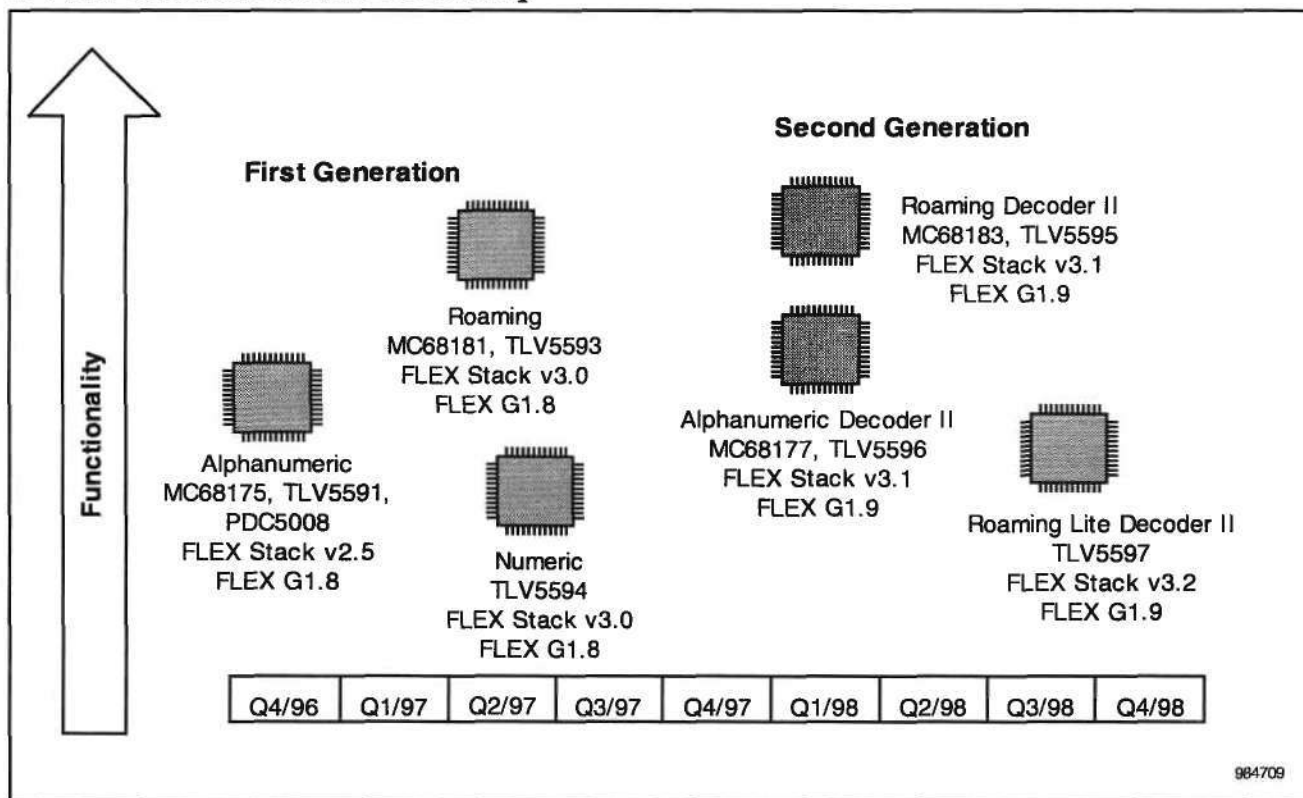 Functionality
First Generation
Second Generation
Alphanumeric
MC68175, TLV5591,
PDC5008
FLEX Stack v2.5
FLEX G1.8
Roaming
MC68181, TLV5593
FLEX Stack v3.0
FLEX G1.8
Numeric
TLV5594
FLEX Stack v3.0
FLEX G1.8
Roaming Decoder II
MC68183, TLV5595
FLEX Stack v3.1
FLEX G1.9
Alphanumeric Decoder II
MC68177, TLV5596
FLEX Stack v3.1
FLEX G1.9
Roaming Lite Decoder II
TLV5597
FLEX Stack v3.2
FLEX G1.9
Q4/96 Q1/97 Q2/97 Q3/97 Q4/97 Q1/98 Q2/98 Q3/98 Q4/98
984709